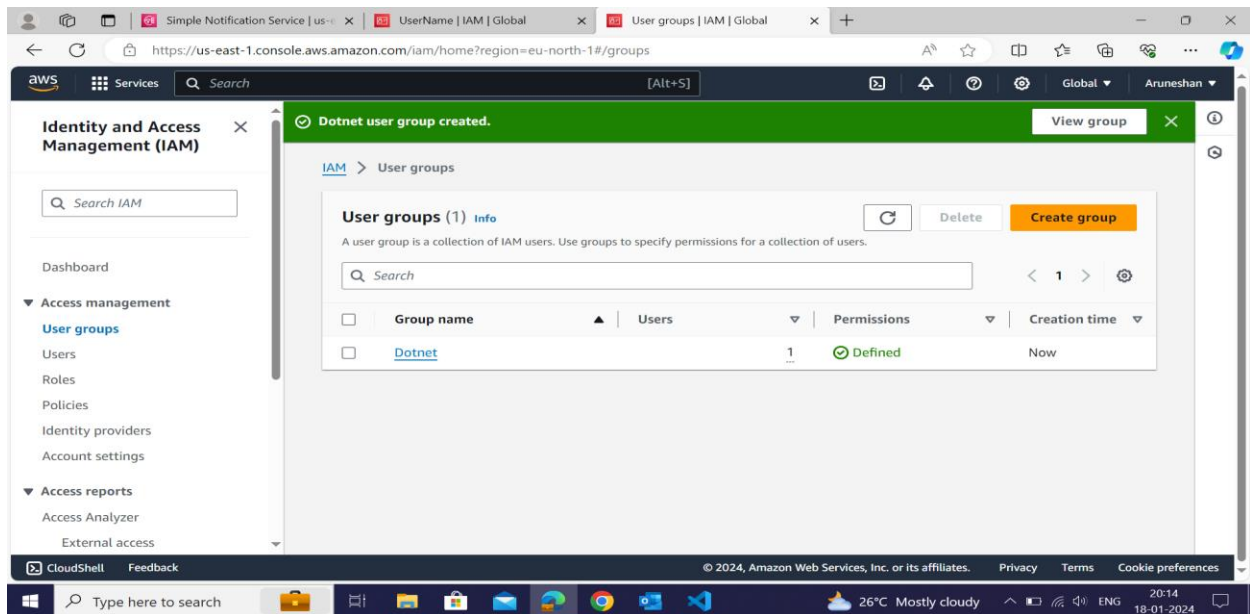 Simple Notification Service | us-e
UserName | IAM | Global
User groups | IAM | Global
https://us-east-1.console.aws.amazon.com/iam/home?region=eu-north-1#/groups
aws
Services
Search
[Alt+S]
Global
Aruneshan
Identity and Access
Management (IAM)
Search IAM
Dashboard
Access management
User groups
Users
Roles
Policies
Identity providers
Account settings
Access reports
Access Analyzer
External access
Dotnet user group created.
View group
IAM > User groups
User groups (1) Info
Delete
Create group
A user group is a collection of IAM users. Use groups to specify permissions for a collection of users.
Search
1
Group name
Users
Permissions
Creation time
Dotnet
1
Defined
Now
CloudShell
Feedback
© 2024, Amazon Web Services, Inc. or its affiliates.
Privacy
Terms
Cookie preferences
Type here to search
26°C Mostly cloudy
ENG
20:14
18-01-2024